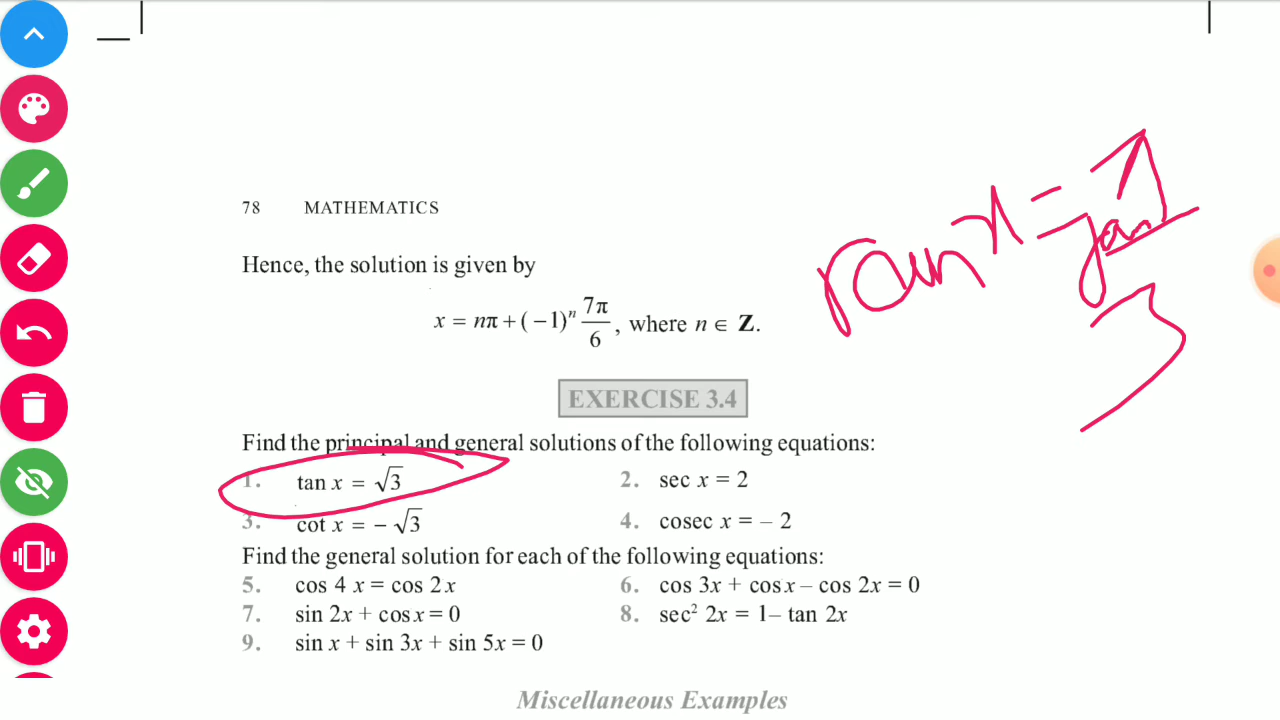 78 MATHEMATICS
Hence, the solution is given by
x = nπ + (−1)ⁿ 7π/6, where n ∈ Z.
EXERCISE 3.4
Find the principal and general solutions of the following equations:
1. tan x = √3 2. sec x = 2
3. cot x = − √3 4. cosec x = – 2
Find the general solution for each of the following equations:
5. cos 4 x = cos 2 x 6. cos 3x + cos x – cos 2x = 0
7. sin 2x + cos x = 0 8. sec² 2x = 1– tan 2x
9. sin x + sin 3x + sin 5x = 0
Miscellaneous Examples